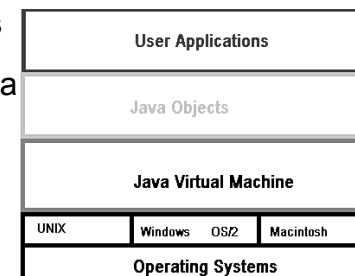 s
User Applications
a
Java Objects
Java Virtual Machine
UNIX Windows OS/2 Macintosh
Operating Systems